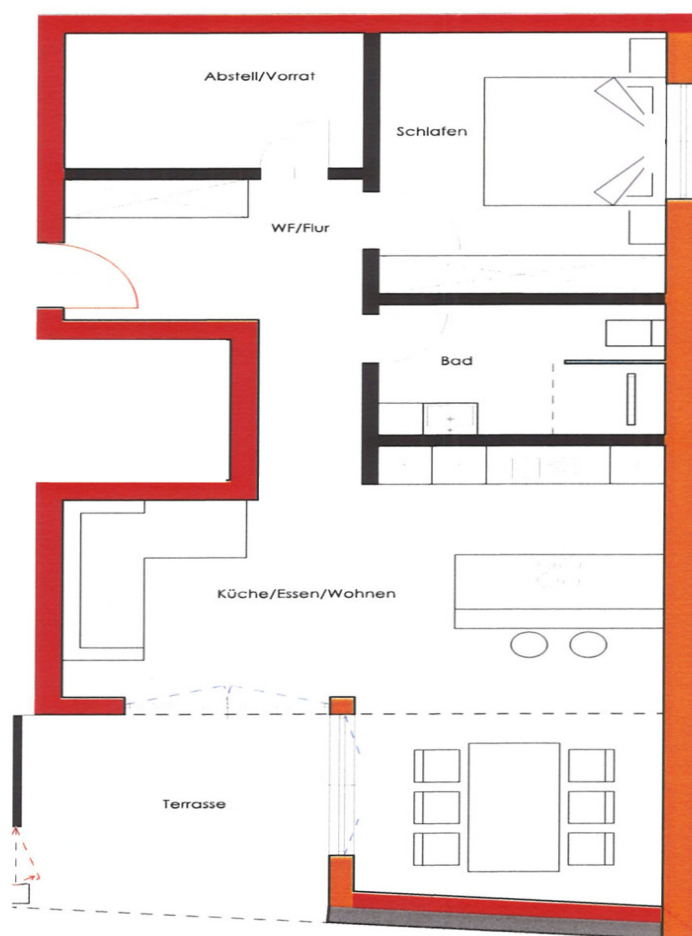 Abstell/Vorrat
Schlafen
WF/Flur
Bad
Küche/Essen/Wohnen
Terrasse